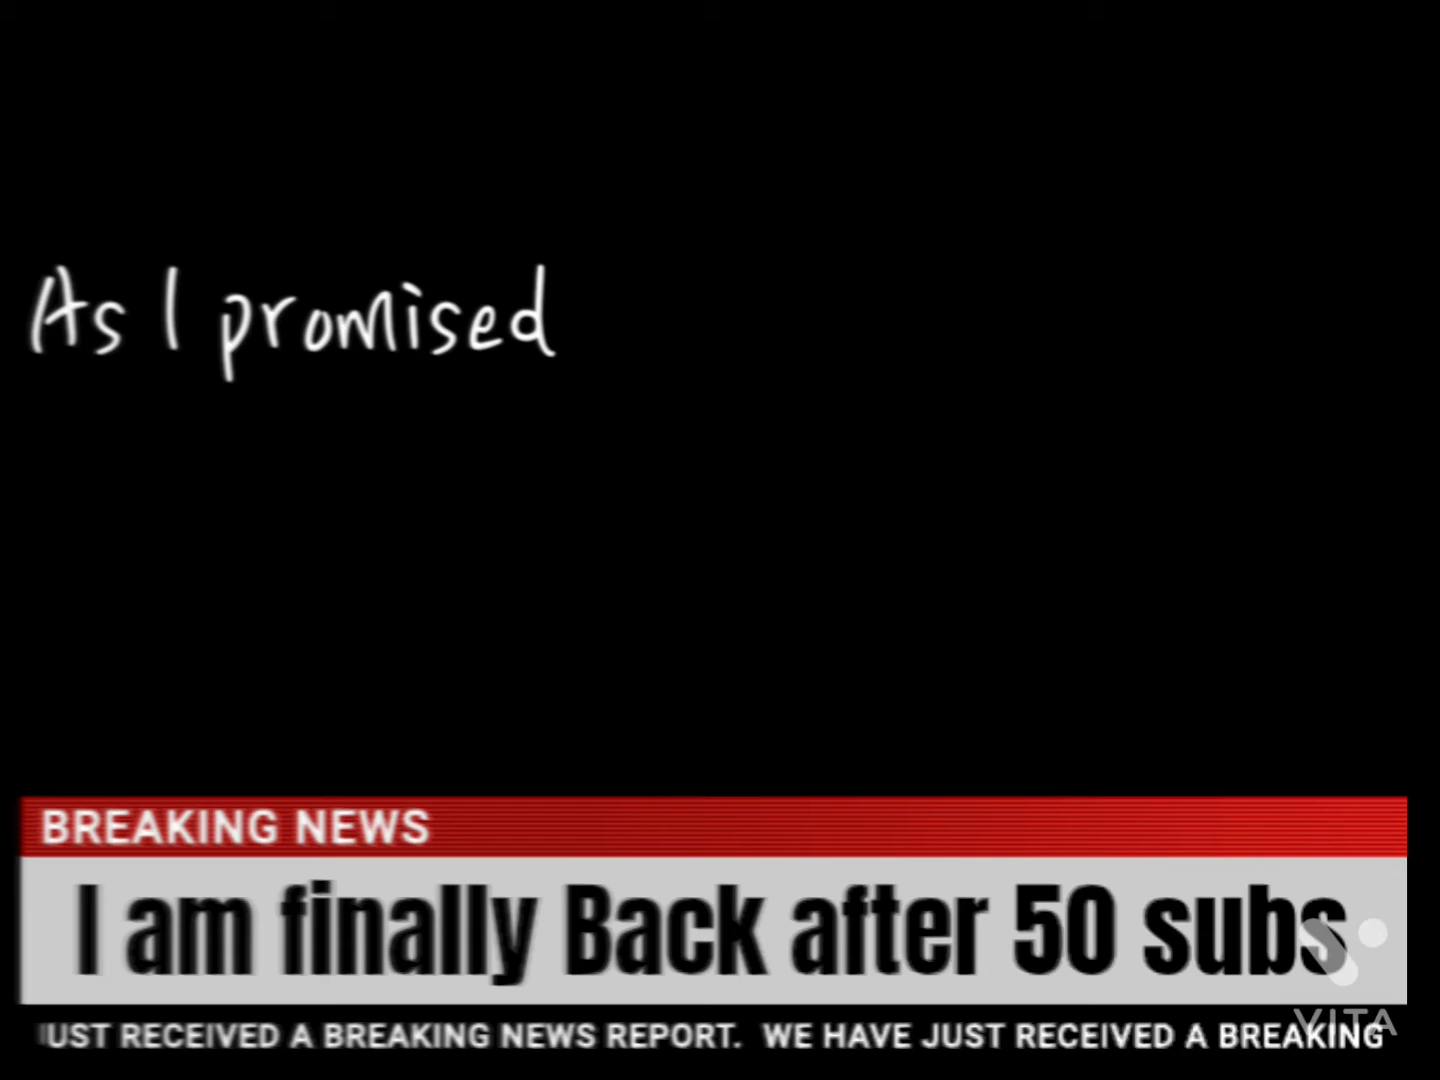 As I promised
BREAKING NEWS
I am finally Back after 50 subs
UST RECEIVED A BREAKING NEWS REPORT. WE HAVE JUST RECEIVED A BREAKING
VITA